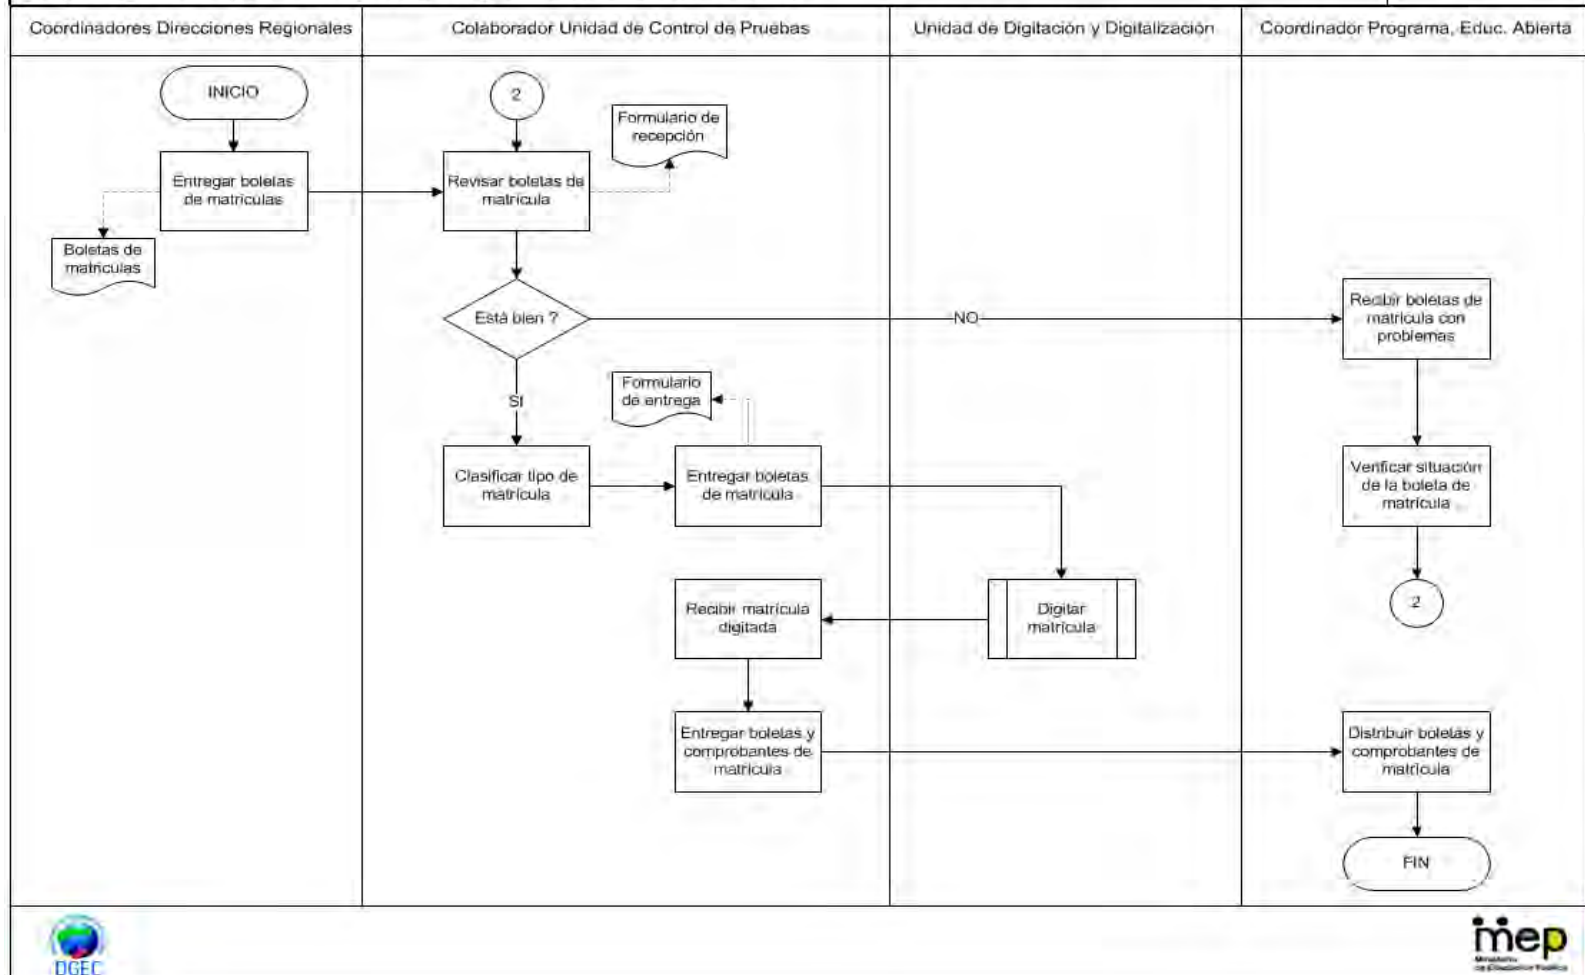 Coordinadores Direcciones Regionales
Colaborador Unidad de Control de Pruebas
Unidad de Digitación y Digitalización
Coordinador Programa, Educ. Abierta
INICIO
2
Formulario de
recepción
Entregar boletas
de matrículas
Revisar boletas de
matrícula
Boletas de
matrículas
Está bien ?
NO
Recibir boletas de
matrícula con
problemas
SI
Formulario
de entrega
Clasificar tipo de
matrícula
Entregar boletas
de matrícula
Verificar situación
de la boleta de
matrícula
Recibir matrícula
digitada
Digitar
matrícula
2
Entregar boletas y
comprobantes de
matrícula
Distribuir boletas y
comprobantes de
matrícula
FIN
DGEC
mep
Ministerio
de Educación Pública